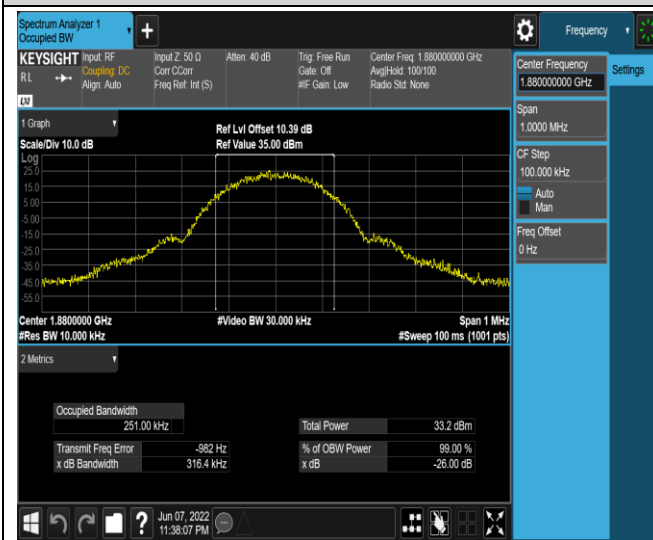 Spectrum Analyzer 1
Occupied BW
+
Frequency
KEYSIGHT
RL
LXI
Input: RF
Coupling: DC
Align: Auto
Input Z: 50 Ω
Corr CCorr
Freq Ref: Int (S)
Atten: 40 dB
Trig: Free Run
Gate: Off
#IF Gain: Low
Center Freq: 1.880000000 GHz
Avg|Hold: 100/100
Radio Std: None
Center Frequency
1.880000000 GHz
Settings
Span
1.0000 MHz
CF Step
100.000 kHz
Auto
Man
Freq Offset
0 Hz
1 Graph
Scale/Div 10.0 dB
Ref Lvl Offset 10.39 dB
Ref Value 35.00 dBm
Log
25.0
15.0
5.00
-5.00
-15.0
-25.0
-35.0
-45.0
-55.0
Center 1.8800000 GHz
#Res BW 10.000 kHz
#Video BW 30.000 kHz
Span 1 MHz
#Sweep 100 ms (1001 pts)
2 Metrics
Occupied Bandwidth
251.00 kHz
Total Power 33.2 dBm
Transmit Freq Error -982 Hz
% of OBW Power 99.00 %
x dB Bandwidth 316.4 kHz
x dB -26.00 dB
?
Jun 07, 2022
11:38:07 PM